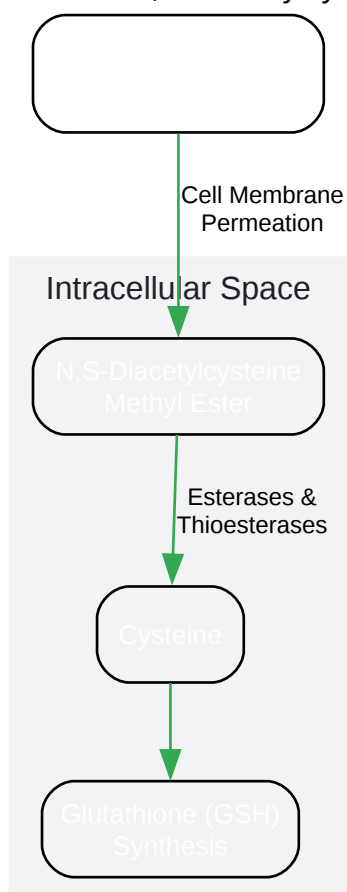 Cell Membrane
Permeation
Intracellular Space
N,S-Diacetylcysteine
Methyl Ester
Esterases &
Thioesterases
Cysteine
Glutathione (GSH)
Synthesis